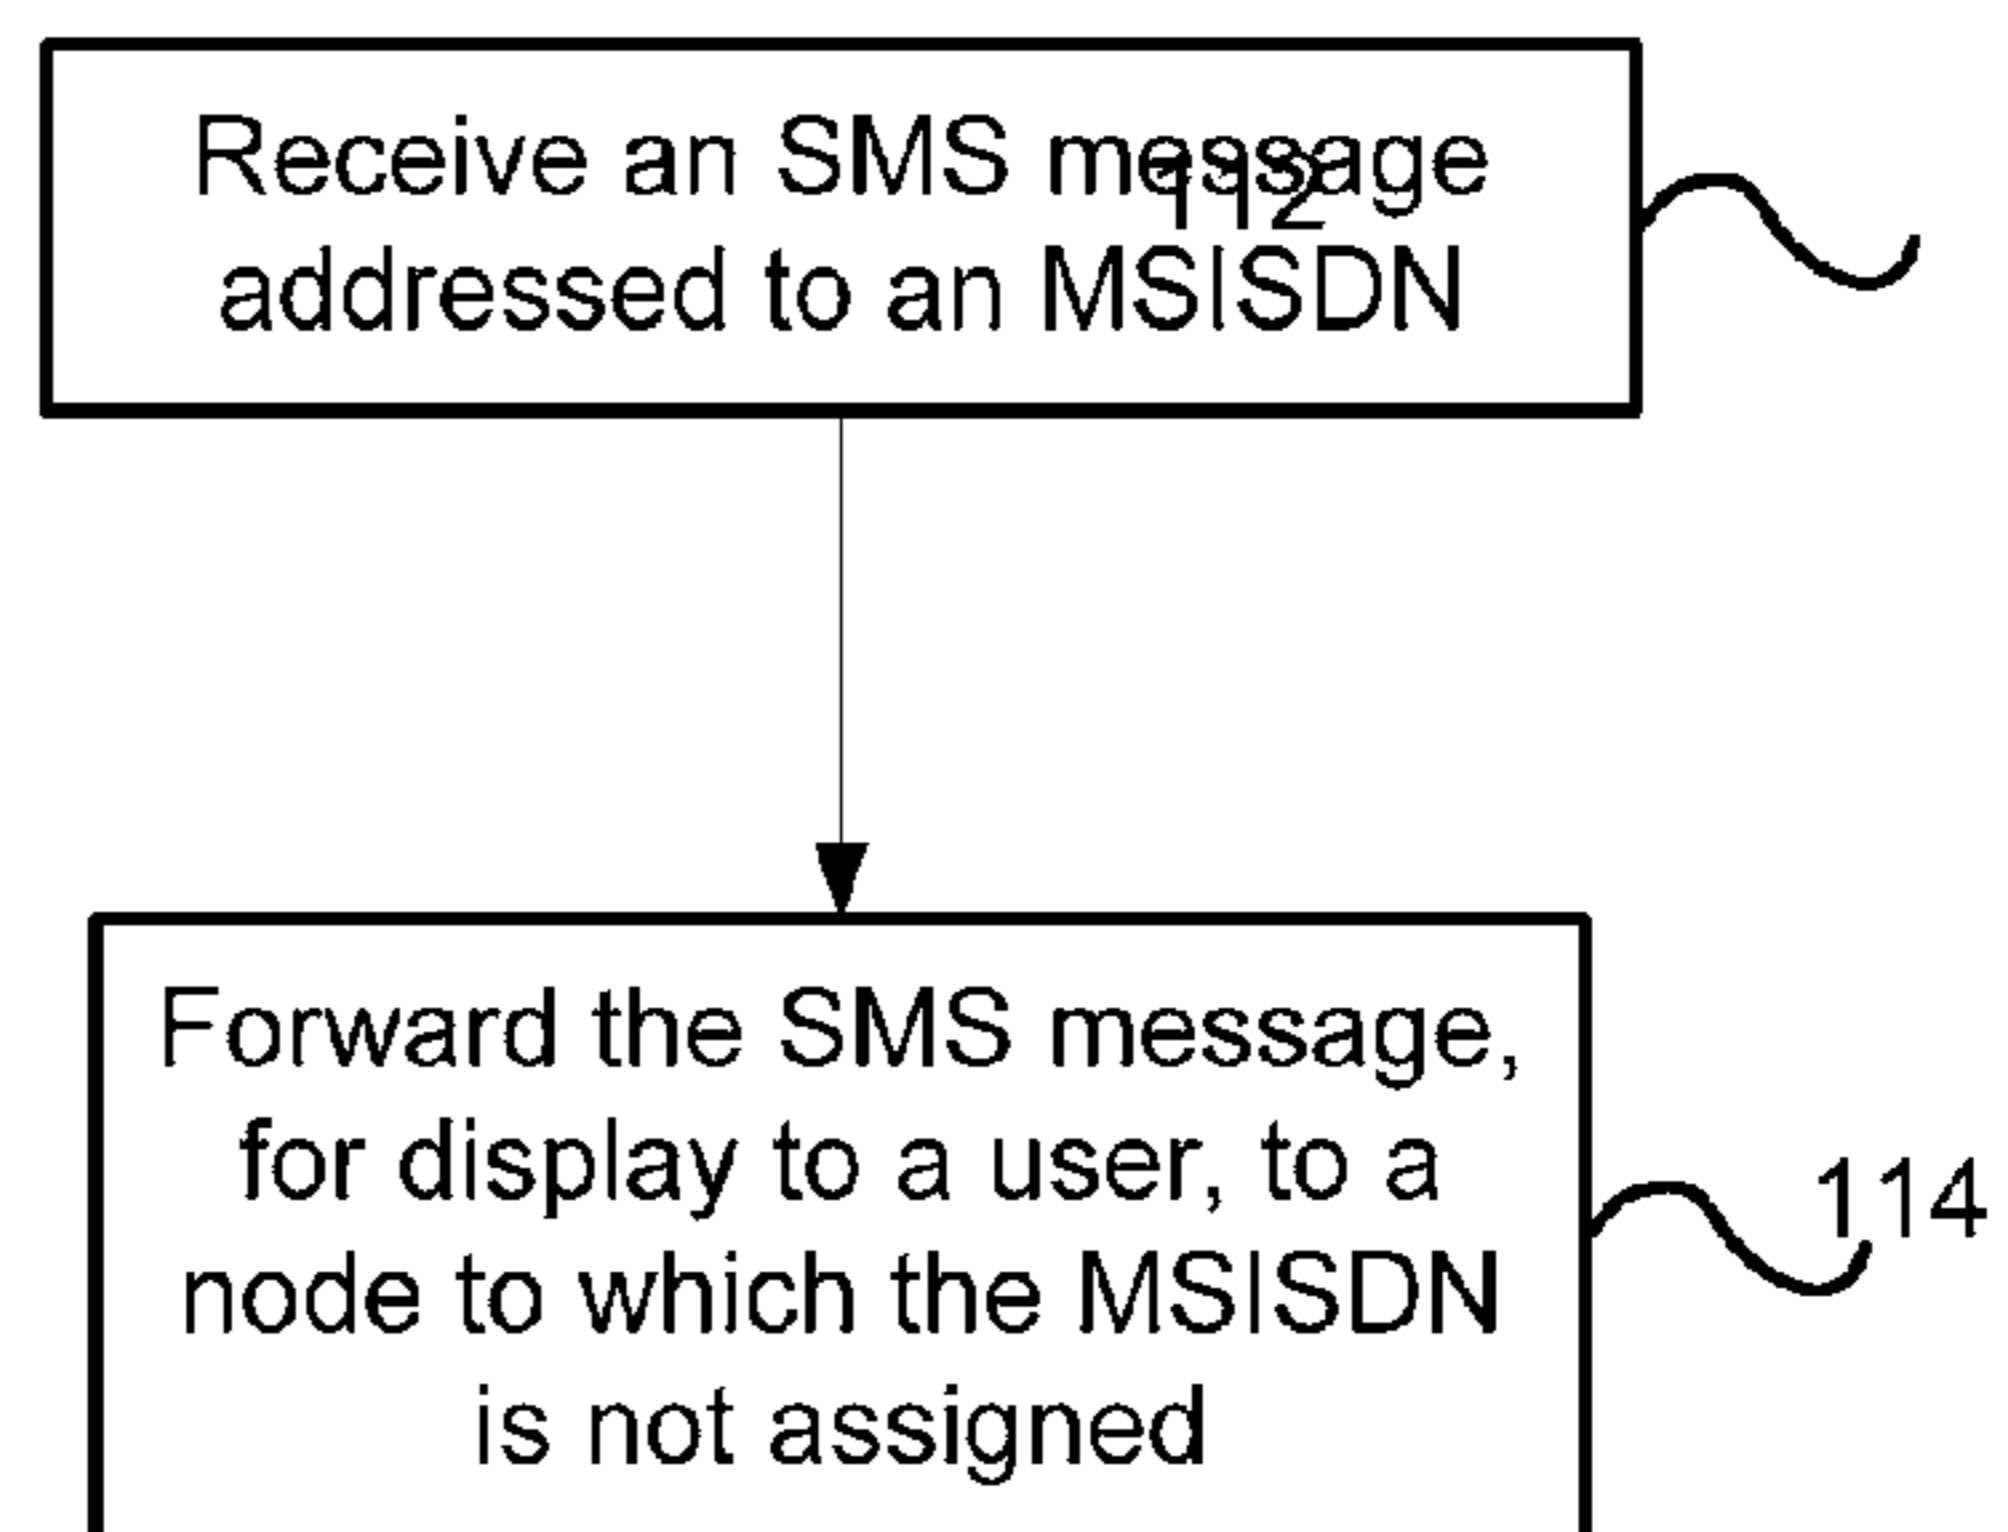 Receive an SMS message
112
addressed to an MSISDN
Forward the SMS message,
for display to a user, to a
114
node to which the MSISDN
is not assigned